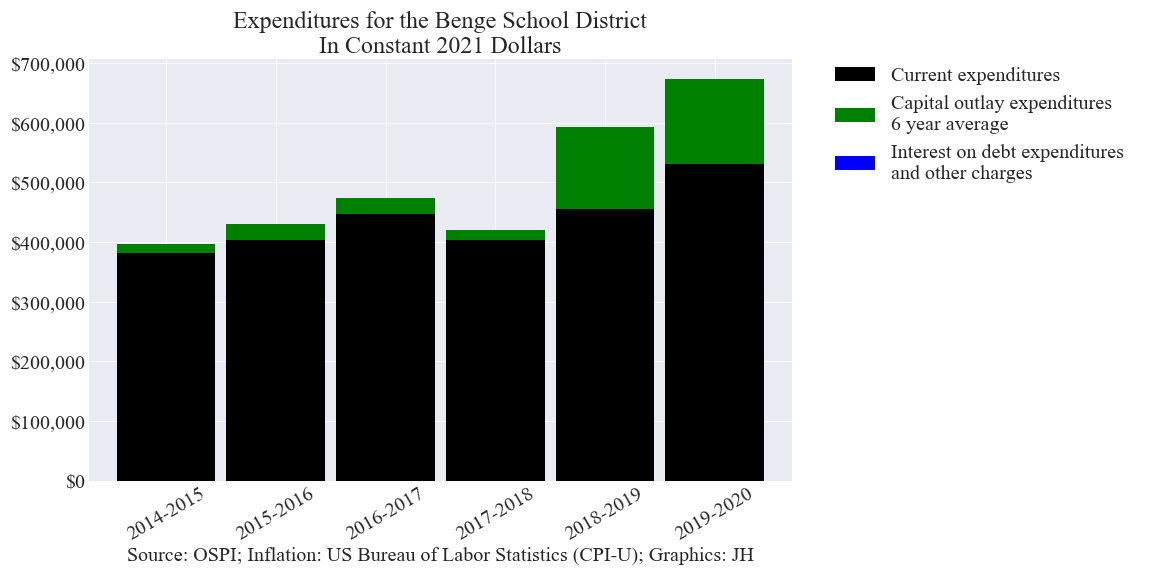 Expenditures for the Benge School District
In Constant 2021 Dollars
$700,000
$600,000
$500,000
$400,000
$300,000
$200,000
$100,000
$0
2014-2015
2015-2016
2016-2017
2017-2018
2018-2019
2019-2020
Source: OSPI; Inflation: US Bureau of Labor Statistics (CPI-U); Graphics: JH
Current expenditures
Capital outlay expenditures
6 year average
Interest on debt expenditures
and other charges